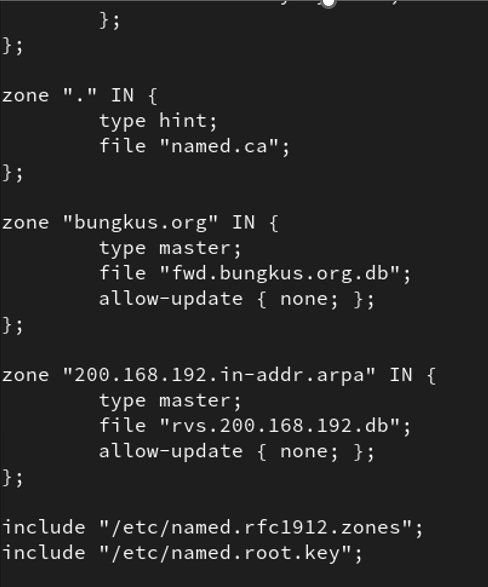 };
};
zone "." IN {
type hint;
file "named.ca";
};
zone "bungkus.org" IN {
type master;
file "fwd.bungkus.org.db";
allow-update { none; };
};
zone "200.168.192.in-addr.arpa" IN {
type master;
file "rvs.200.168.192.db";
allow-update { none; };
};
include "/etc/named.rfc1912.zones";
include "/etc/named.root.key";